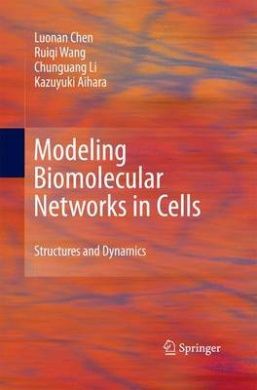 Luonan Chen
Ruiqi Wang
Chunguang Li
Kazuyuki Aihara
Modeling
Biomolecular
Networks in Cells
Structures and Dynamics
Springer